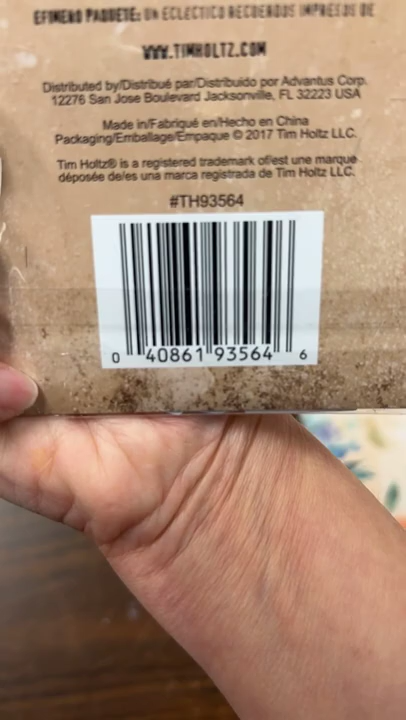 EFIMERO PAQUETE: UN ECLECTICO RECUERDOS IMPRESOS DE
WWW.TIMHOLTZ.COM
Distributed by/Distribué par/Distribuido por Advantus Corp.
12276 San Jose Boulevard Jacksonville, FL 32223 USA
Made in/Fabriqué en/Hecho en China
Packaging/Emballage/Empaque © 2017 Tim Holtz LLC.
Tim Holtz® is a registered trademark of/est une marque
déposée de/es una marca registrada de Tim Holtz LLC.
#TH93564
0 40861 93564 6